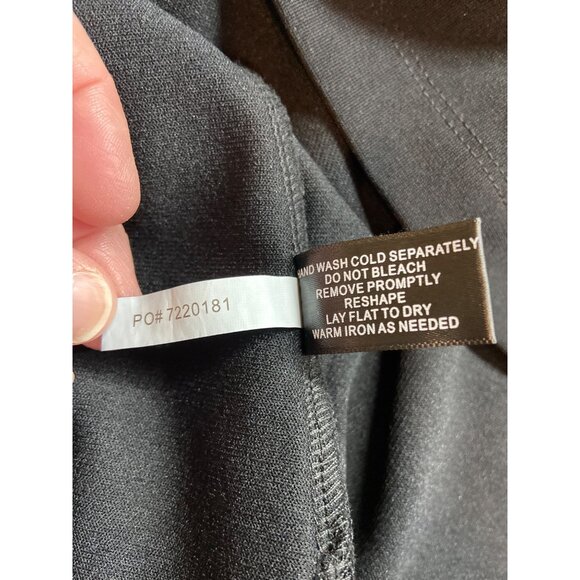 PO# 7220181
HAND WASH COLD SEPARATELY
DO NOT BLEACH
REMOVE PROMPTLY
RESHAPE
LAY FLAT TO DRY
WARM IRON AS NEEDED